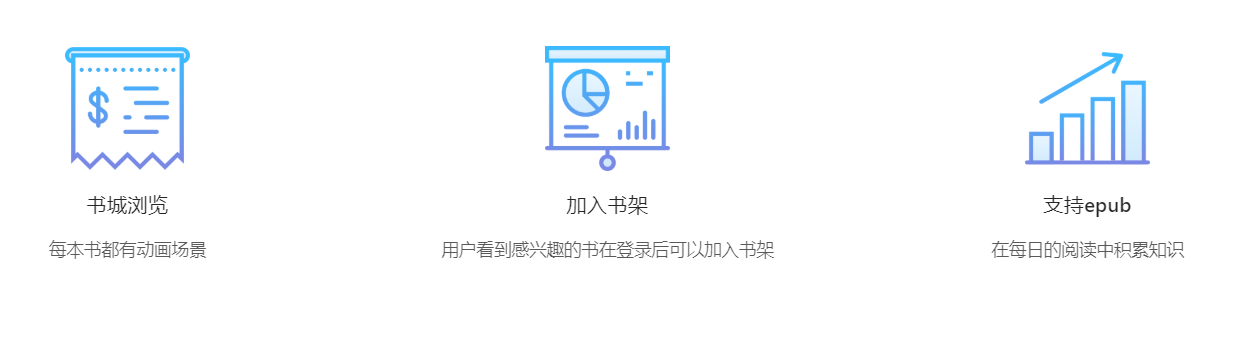 $
书城浏览
加入书架
支持epub
每本书都有动画场景
用户看到感兴趣的书在登录后可以加入书架
在每日的阅读中积累知识